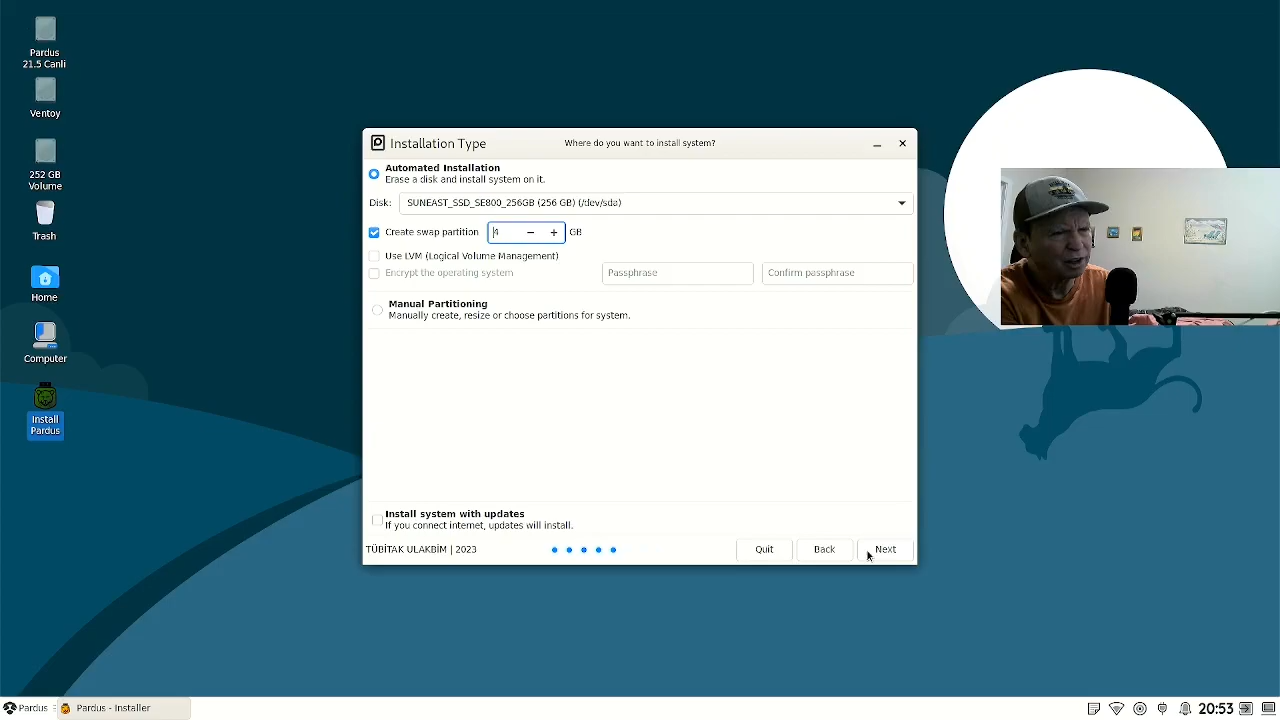 Pardus
21.5 Canli
Ventoy
252 GB
Volume
Trash
Home
Computer
Install
Pardus
Installation Type
Where do you want to install system?
Automated Installation
Erase a disk and install system on it.
Disk:
SUNEAST_SSD_SE800_256GB (256 GB) (/dev/sda)
Create swap partition
4
GB
Use LVM (Logical Volume Management)
Encrypt the operating system
Passphrase
Confirm passphrase
Manual Partitioning
Manually create, resize or choose partitions for system.
Install system with updates
If you connect internet, updates will install.
TÜBİTAK ULAKBİM | 2023
Quit
Back
Next
Pardus
Pardus - Installer
20:53